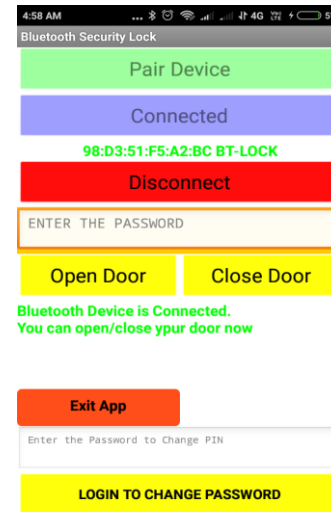 4:58 AM ... 4G 5
Bluetooth Security Lock
Pair Device
Connected
98:D3:51:F5:A2:BC BT-LOCK
Disconnect
ENTER THE PASSWORD
Open Door Close Door
Bluetooth Device is Connected.
You can open/close ypur door now
Exit App
Enter the Password to Change PIN
LOGIN TO CHANGE PASSWORD